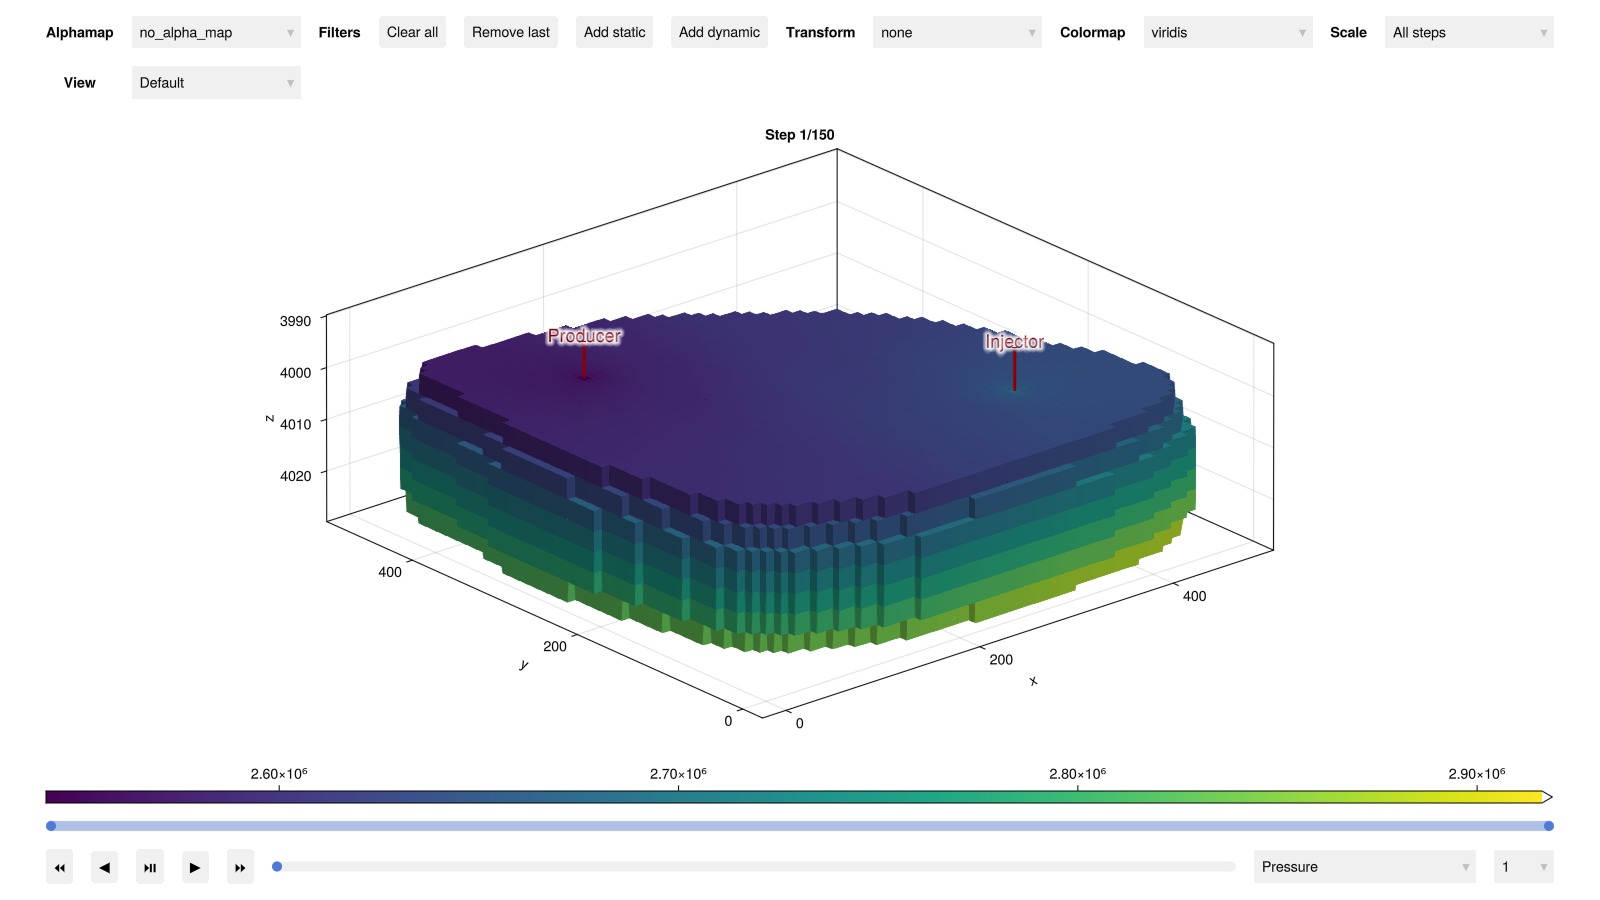 Alphamap no_alpha_map Filters Clear all Remove last Add static Add dynamic Transform none Colormap viridis Scale All steps
View Default
Step 1/150
Producer
Injector
3990
4000
4010
4020
z
400
200
0
y
0
200
400
x
2.60×10⁶ 2.70×10⁶ 2.80×10⁶ 2.90×10⁶
Pressure 1